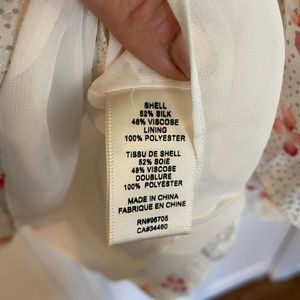 SHELL
52% SILK
48% VISCOSE
LINING
100% POLYESTER
TISSU DE SHELL
52% SOIE
48% VISCOSE
DOUBLURE
100% POLYESTER
MADE IN CHINA
FABRIQUE EN CHINE
RN#96705
CA#34460